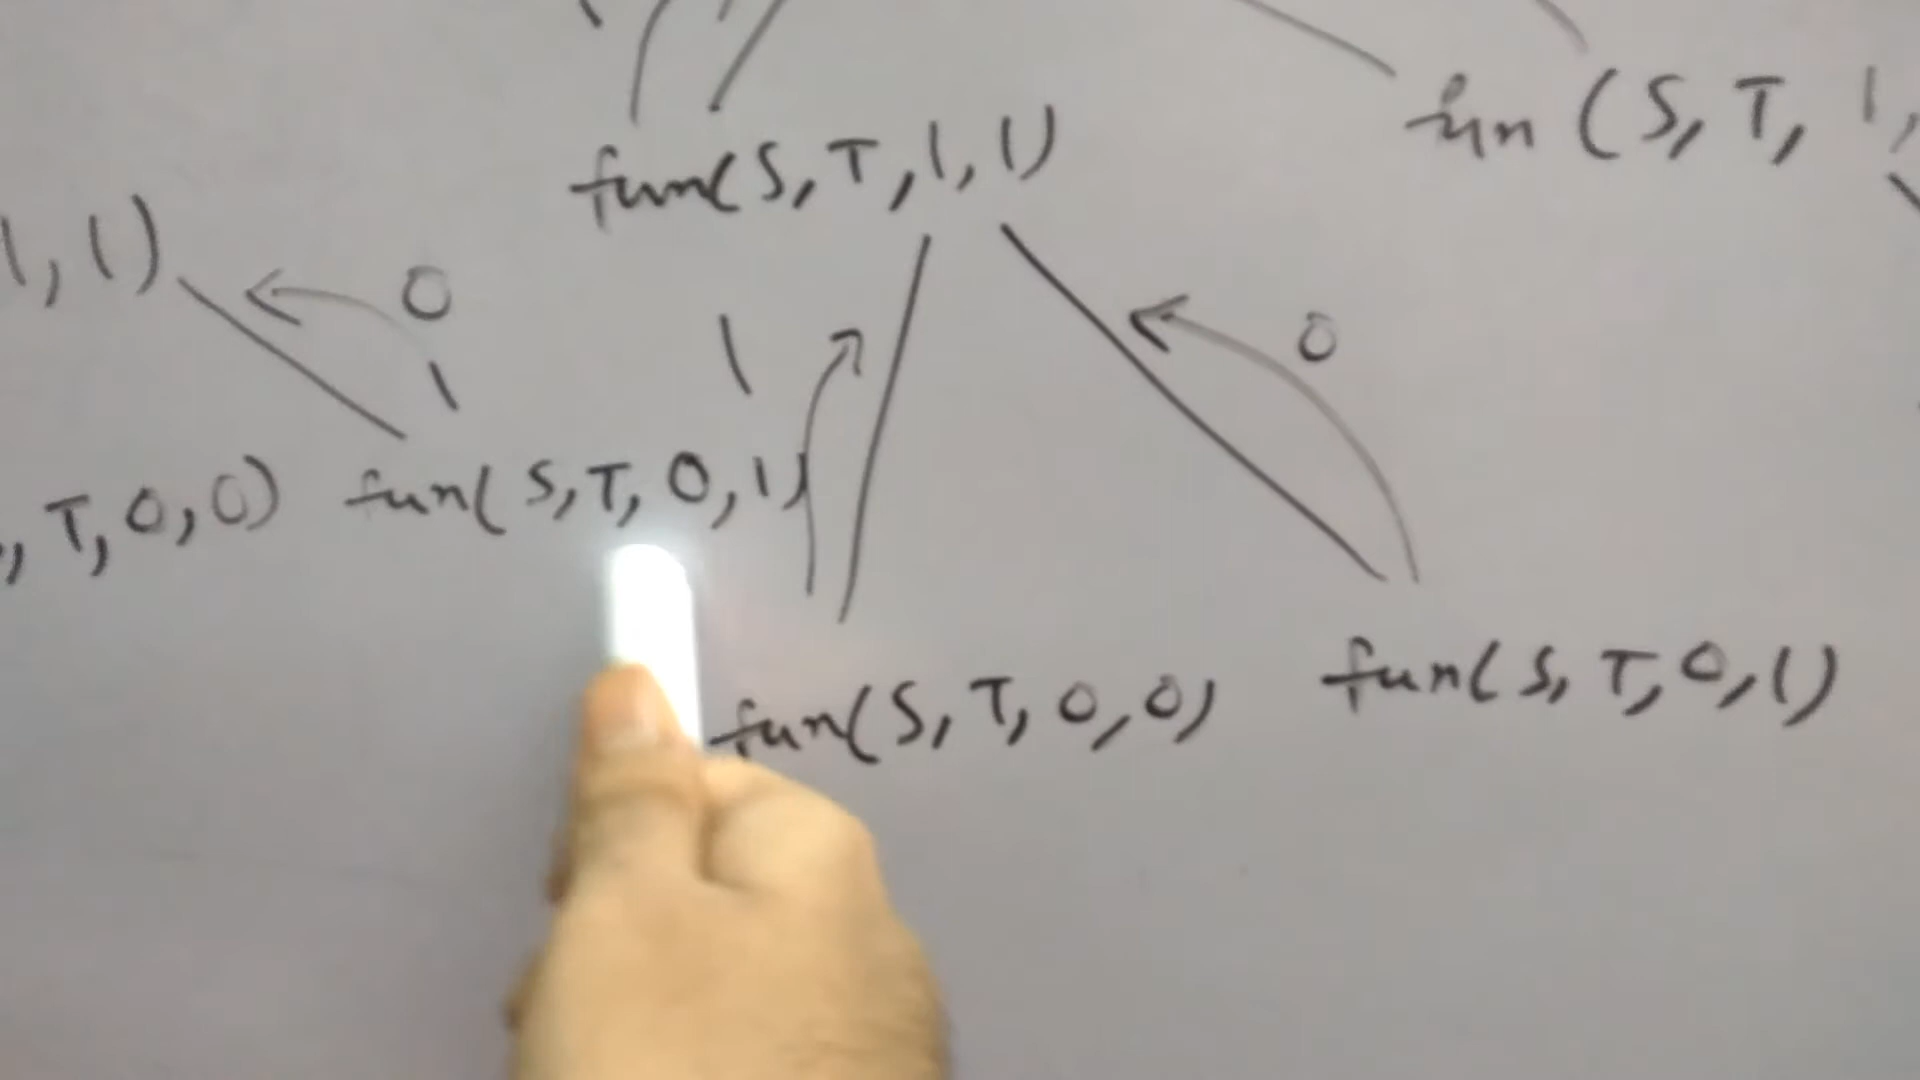 fun(S,T,1,1)
fun(S,T,1,
1,1)
0
1
1
0
,T,0,0)
fun(S,T,0,1)
fun(S,T,0,0)
fun(S,T,0,1)